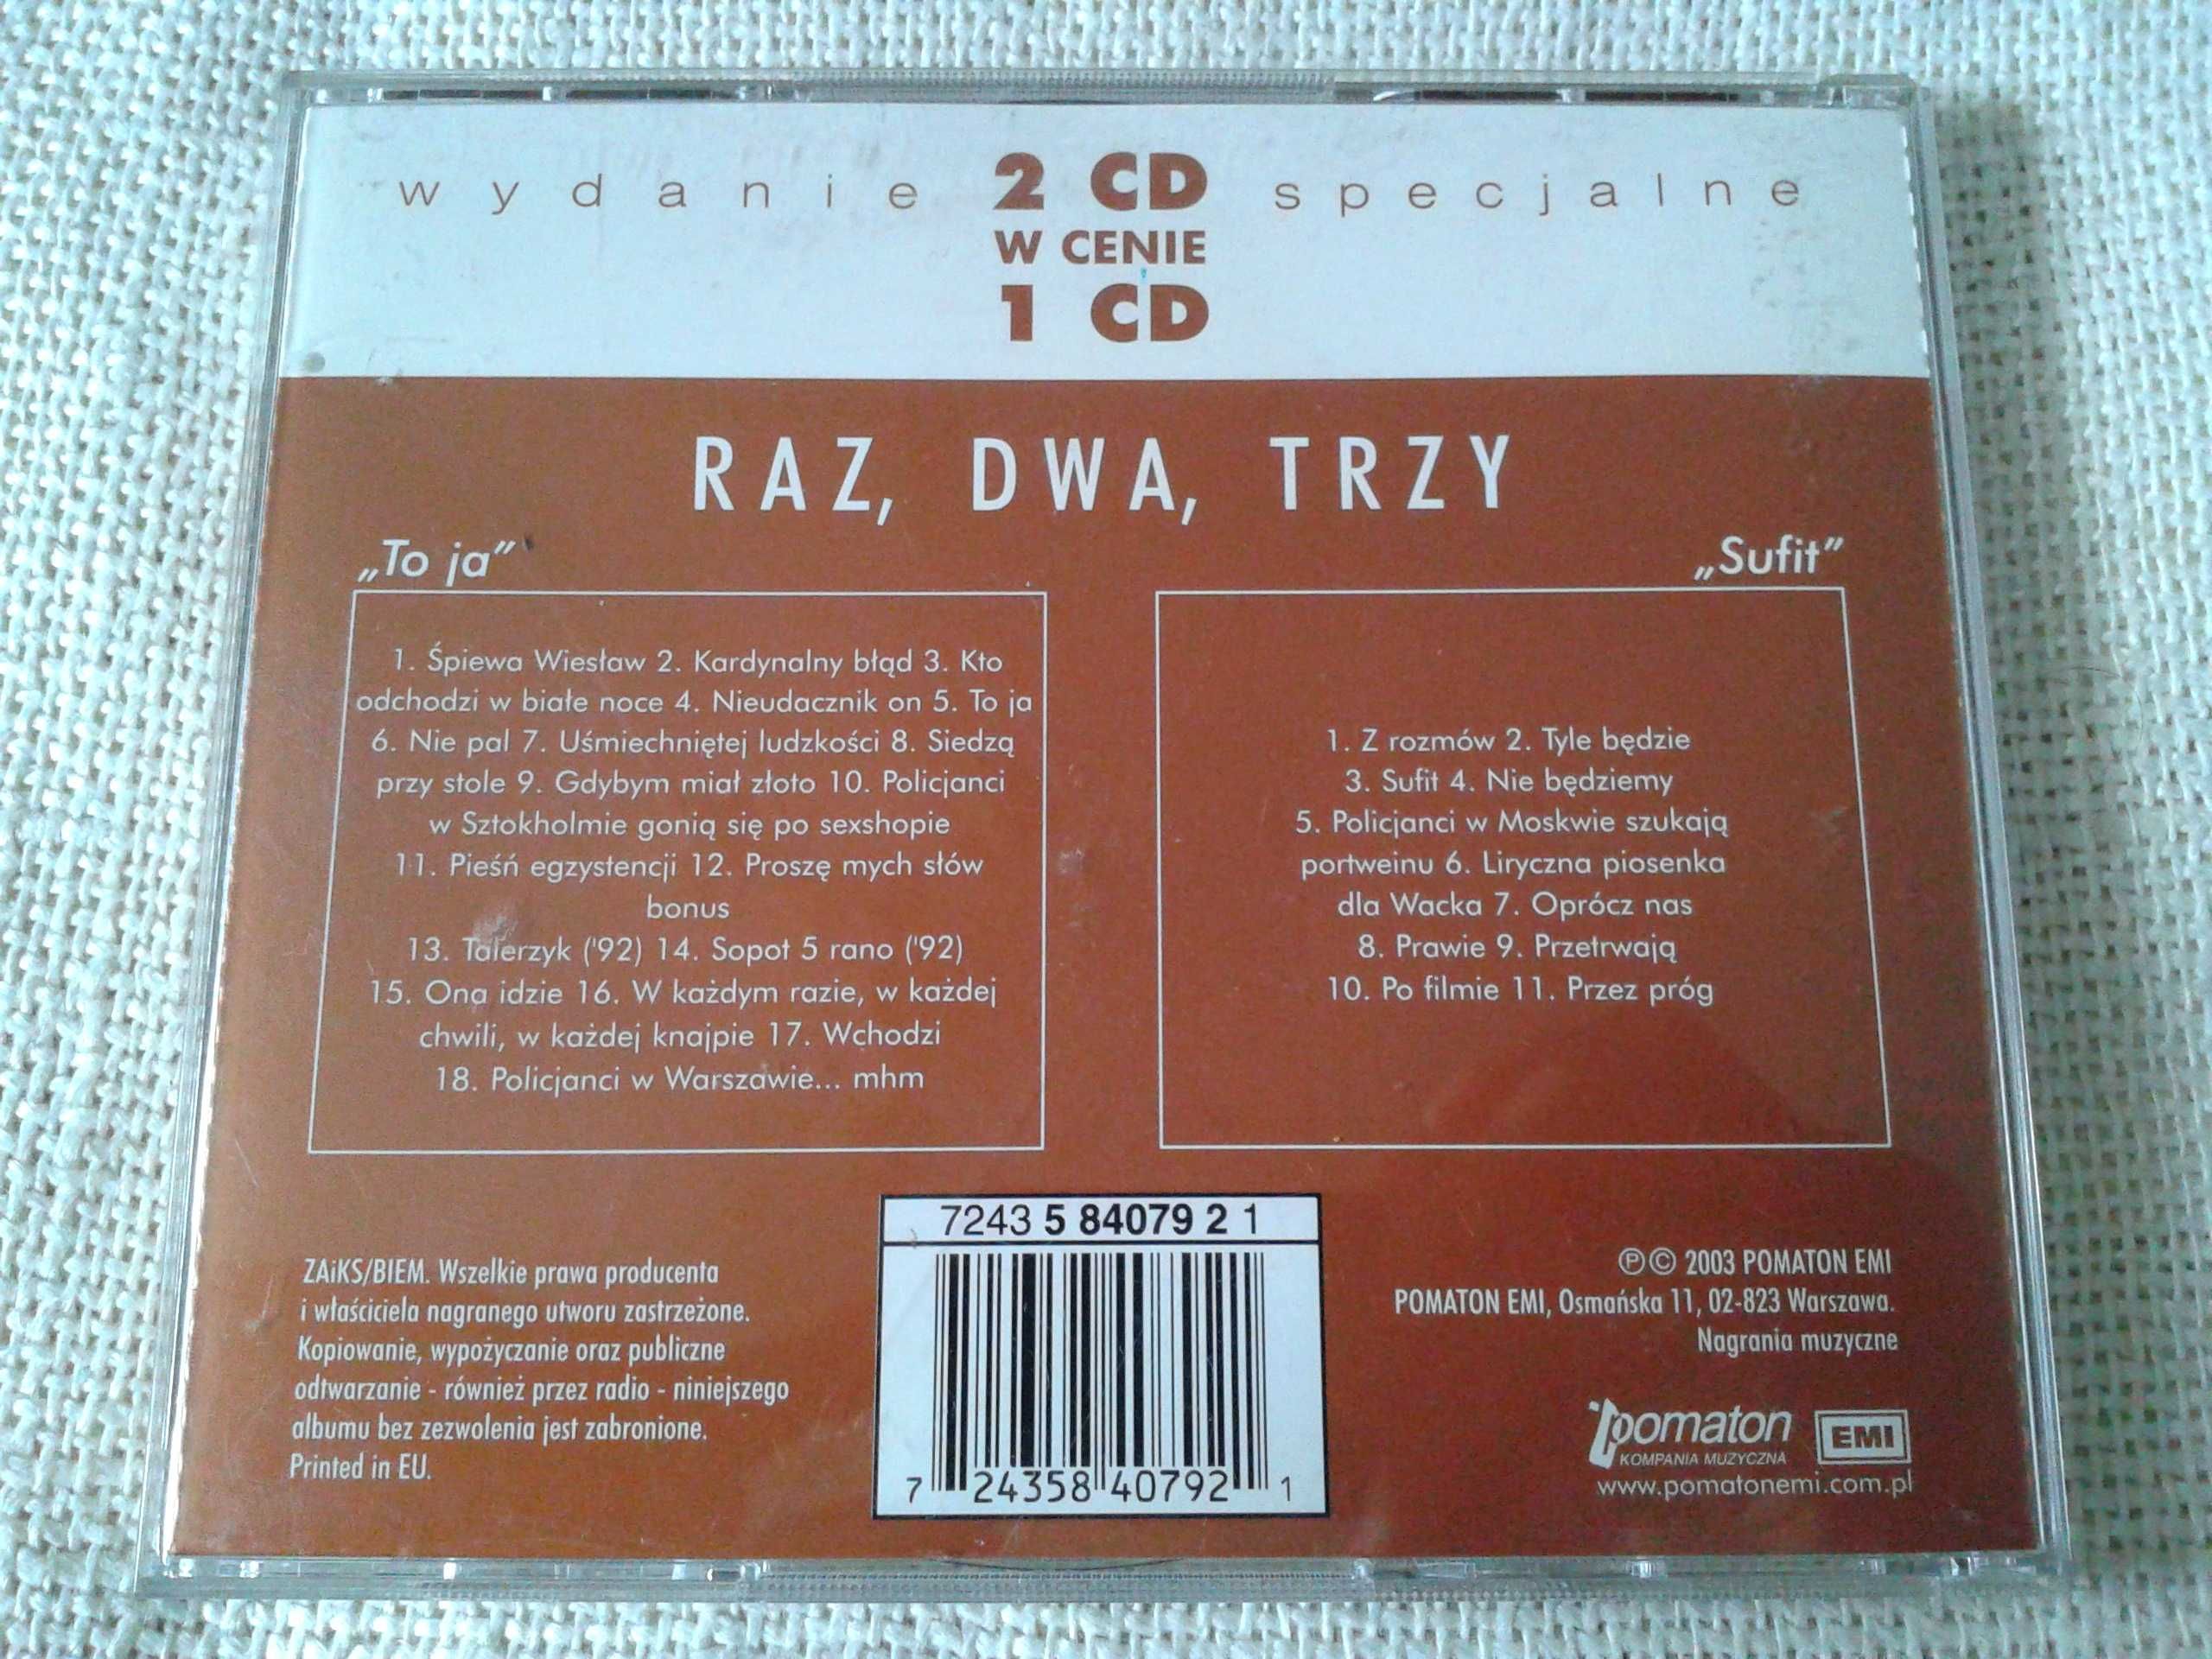 wydanie 2 CD specjalne
W CENIE
1 CD
RAZ, DWA, TRZY
„To ja”
1. Śpiewa Wiesław 2. Kardynalny błąd 3. Kto
odchodzi w białe noce 4. Nieudacznik on 5. To ja
6. Nie pal 7. Uśmiechniętej ludzkości 8. Siedzą
przy stole 9. Gdybym miał złoto 10. Policjanci
w Sztokholmie gonią się po sexshopie
11. Pieśń egzystencji 12. Proszę mych słów
bonus
13. Talerzyk ('92) 14. Sopot 5 rano ('92)
15. Ona idzie 16. W każdym razie, w każdej
chwili, w każdej knajpie 17. Wchodzi
18. Policjanci w Warszawie... mhm
„Sufit”
1. Z rozmów 2. Tyle będzie
3. Sufit 4. Nie będziemy
5. Policjanci w Moskwie szukają
portweinu 6. Liryczna piosenka
dla Wacka 7. Oprócz nas
8. Prawie 9. Przetrwają
10. Po filmie 11. Przez próg
ZAiKS/BIEM. Wszelkie prawa producenta
i właściciela nagranego utworu zastrzeżone.
Kopiowanie, wypożyczanie oraz publiczne
odtwarzanie - również przez radio - niniejszego
albumu bez zezwolenia jest zabronione.
Printed in EU.
7243 5 84079 2 1
7 24358 40792 1
℗© 2003 POMATON EMI
POMATON EMI, Osmańska 11, 02-823 Warszawa.
Nagrania muzyczne
pomaton EMI
KOMPANIA MUZYCZNA
www.pomatonemi.com.pl